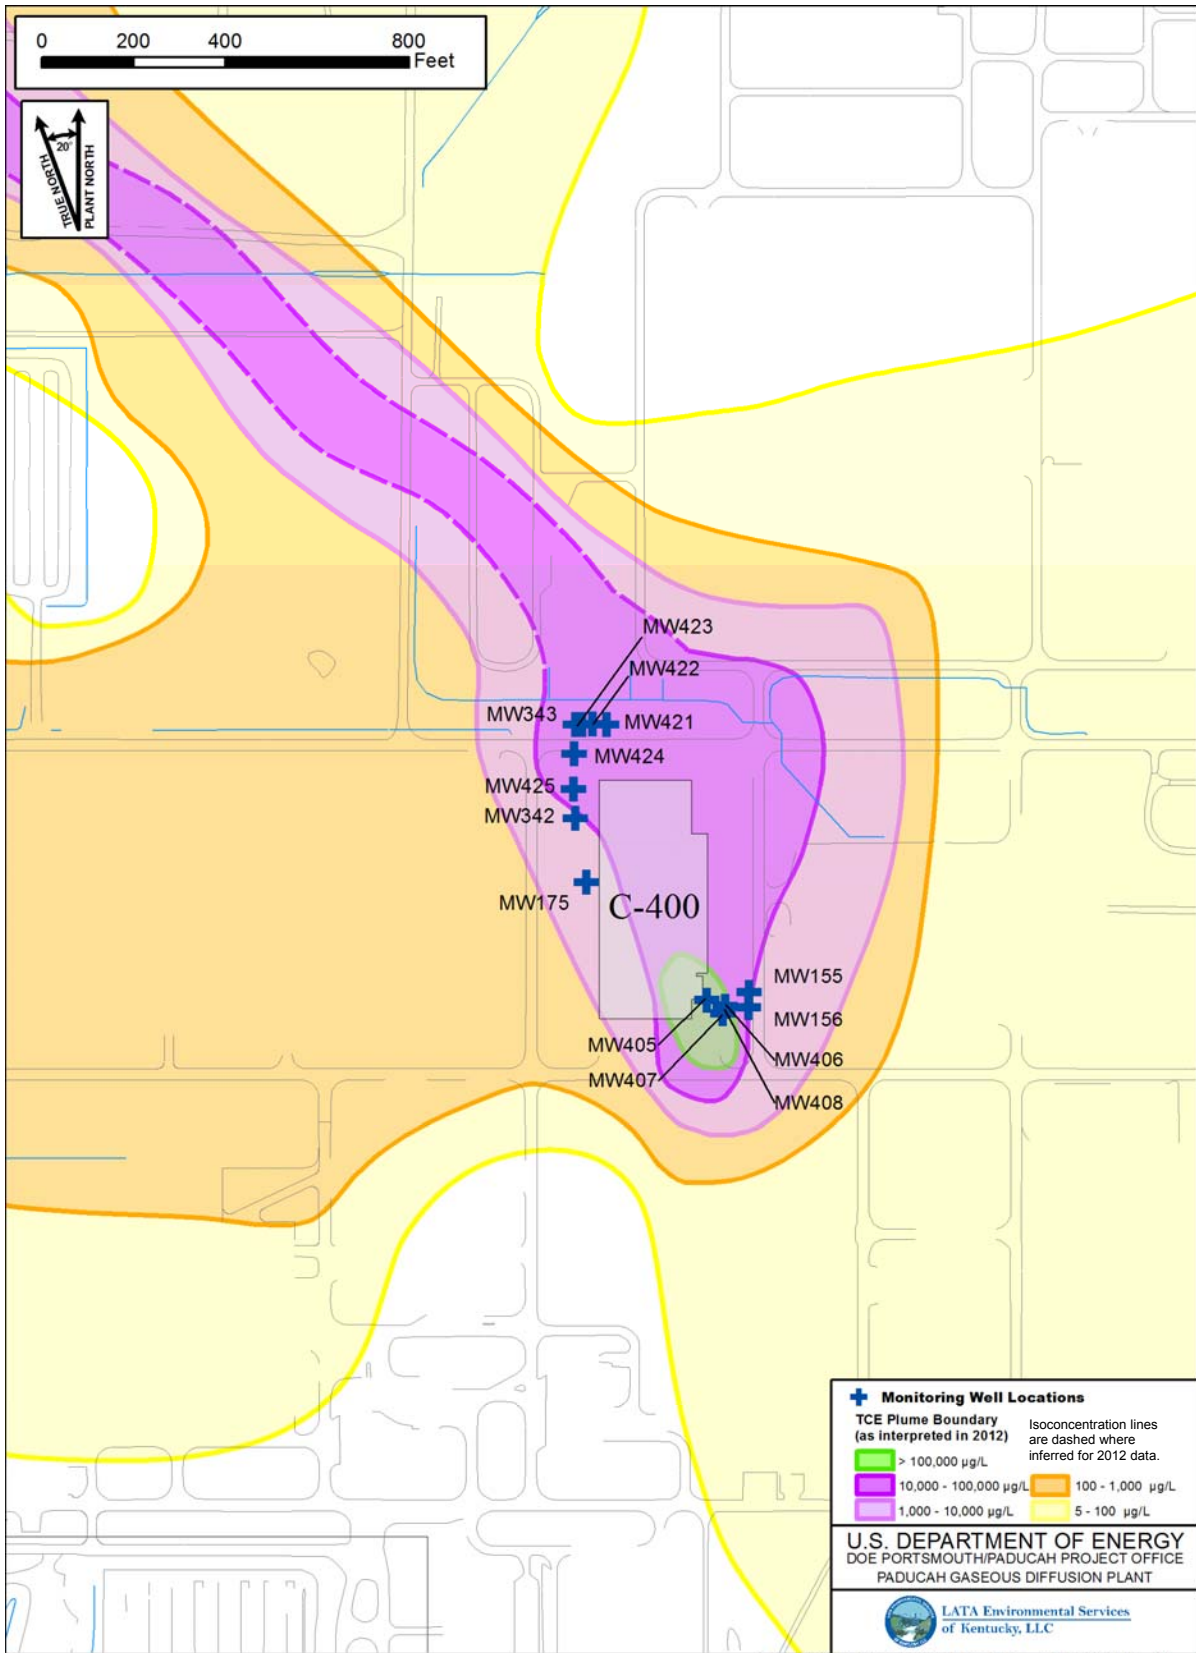 0 200 400 800
Feet
20°
TRUE NORTH
PLANT NORTH
MW423
MW422
MW343
MW421
MW424
MW425
MW342
MW175
C-400
MW155
MW156
MW405
MW406
MW407
MW408
Monitoring Well Locations
TCE Plume Boundary
(as interpreted in 2012)
Isoconcentration lines
are dashed where
inferred for 2012 data.
> 100,000 µg/L
10,000 - 100,000 µg/L
100 - 1,000 µg/L
1,000 - 10,000 µg/L
5 - 100 µg/L
U.S. DEPARTMENT OF ENERGY
DOE PORTSMOUTH/PADUCAH PROJECT OFFICE
PADUCAH GASEOUS DIFFUSION PLANT
LATA Environmental Services
of Kentucky, LLC